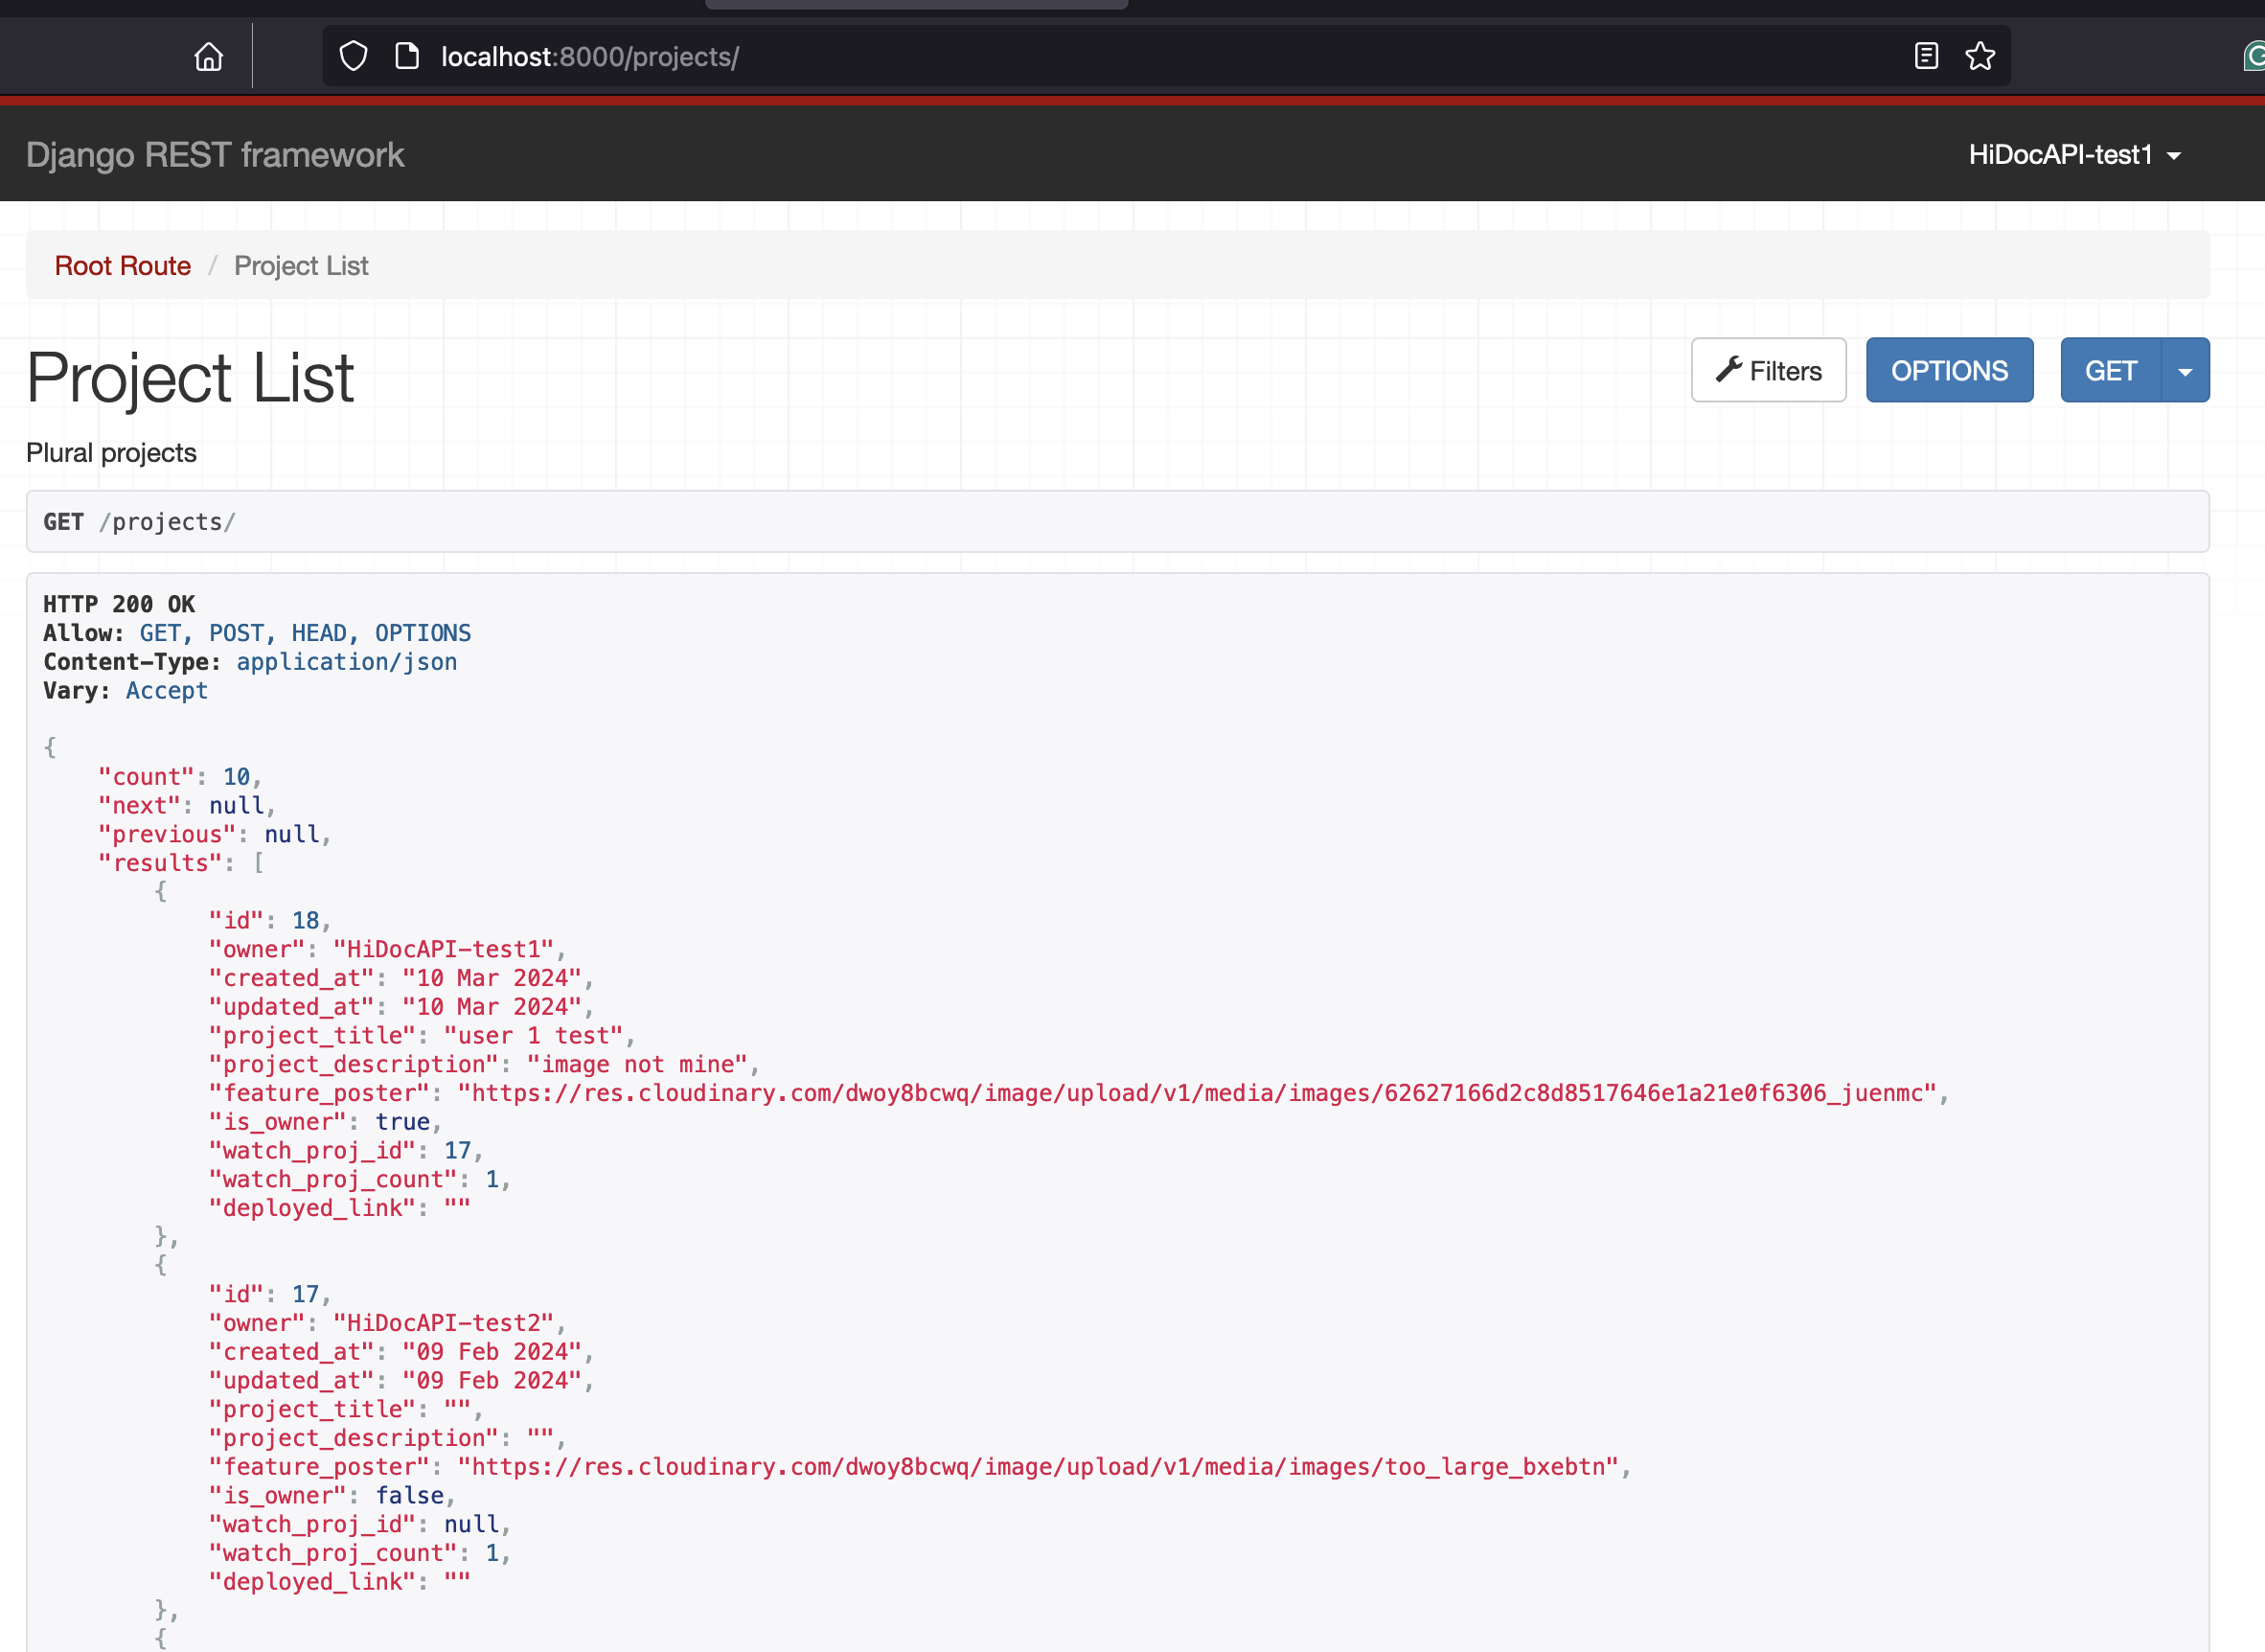 localhost:8000/projects/
Django REST framework
HiDocAPI-test1
Root Route / Project List
Project List
Filters
OPTIONS
GET
Plural projects
GET /projects/
HTTP 200 OK
Allow: GET, POST, HEAD, OPTIONS
Content-Type: application/json
Vary: Accept
{
    "count": 10,
    "next": null,
    "previous": null,
    "results": [
        {
            "id": 18,
            "owner": "HiDocAPI-test1",
            "created_at": "10 Mar 2024",
            "updated_at": "10 Mar 2024",
            "project_title": "user 1 test",
            "project_description": "image not mine",
            "feature_poster": "https://res.cloudinary.com/dwoy8bcwq/image/upload/v1/media/images/62627166d2c8d8517646e1a21e0f6306_juenmc",
            "is_owner": true,
            "watch_proj_id": 17,
            "watch_proj_count": 1,
            "deployed_link": ""
        },
        {
            "id": 17,
            "owner": "HiDocAPI-test2",
            "created_at": "09 Feb 2024",
            "updated_at": "09 Feb 2024",
            "project_title": "",
            "project_description": "",
            "feature_poster": "https://res.cloudinary.com/dwoy8bcwq/image/upload/v1/media/images/too_large_bxebtn",
            "is_owner": false,
            "watch_proj_id": null,
            "watch_proj_count": 1,
            "deployed_link": ""
        },
        {